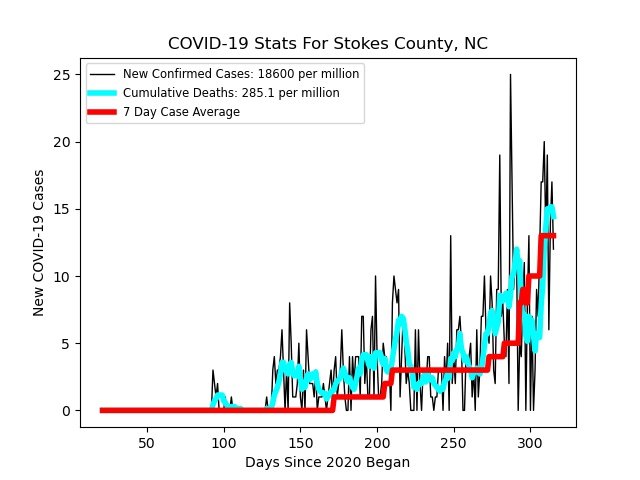 COVID-19 Stats For Stokes County, NC
New Confirmed Cases: 18600 per million
Cumulative Deaths: 285.1 per million
7 Day Case Average
25
20
15
10
5
0
New COVID-19 Cases
50 100 150 200 250 300
Days Since 2020 Began